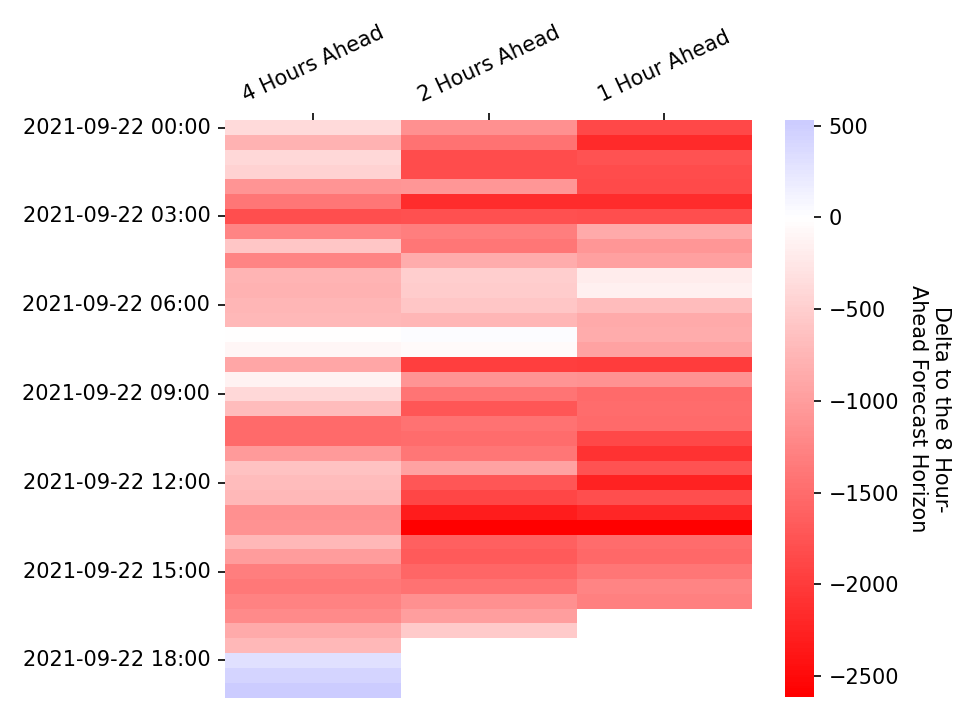 4 Hours Ahead
2 Hours Ahead
1 Hour Ahead
2021-09-22 00:00
2021-09-22 03:00
2021-09-22 06:00
2021-09-22 09:00
2021-09-22 12:00
2021-09-22 15:00
2021-09-22 18:00
500
0
−500
−1000
−1500
−2000
−2500
Delta to the 8 Hour-
Ahead Forecast Horizon